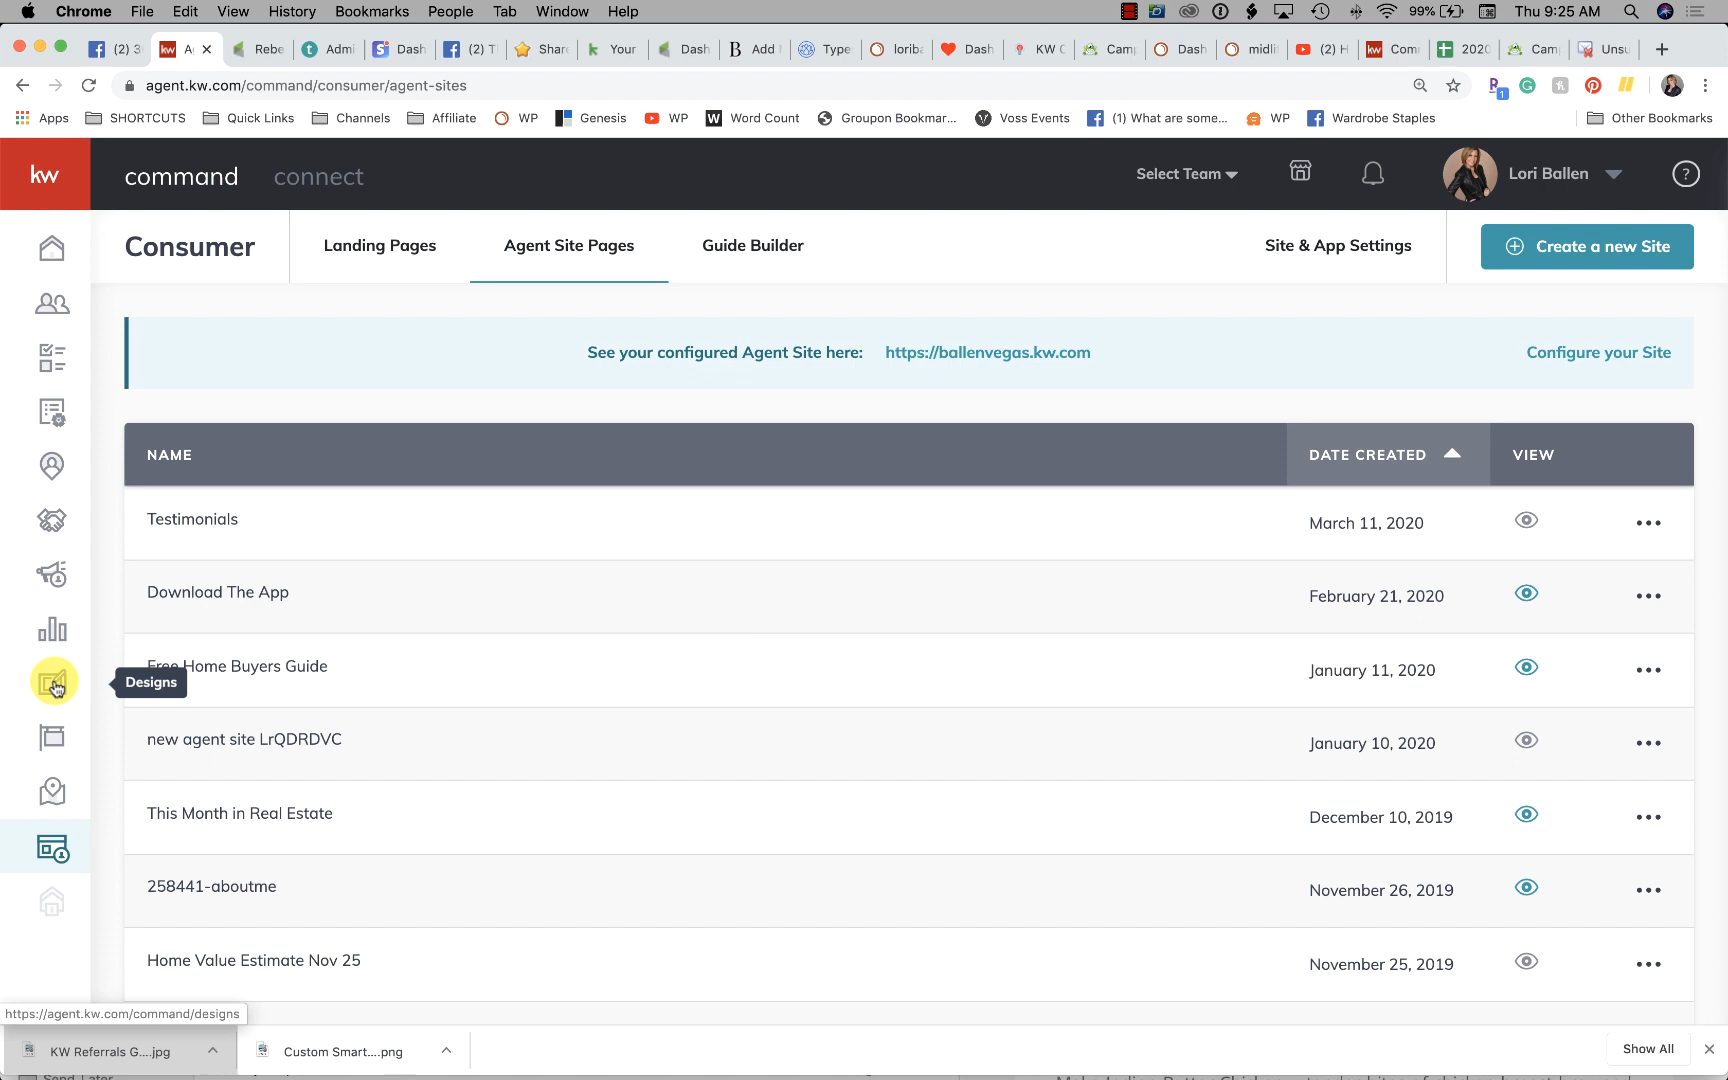 Chrome File Edit View History Bookmarks People Tab Window Help 99% Thu 9:25 AM
(2) 3 A Rebe Admi Dash (2) T Share Your Dash Add Type loriba Dash KW C Camp Dash midli (2) H Com 2020 Camp Unsu
agent.kw.com/command/consumer/agent-sites
Apps SHORTCUTS Quick Links Channels Affiliate WP Genesis WP Word Count Groupon Bookmar... Voss Events (1) What are some... WP Wardrobe Staples Other Bookmarks
kw command connect Select Team Lori Ballen ?
Consumer Landing Pages Agent Site Pages Guide Builder Site & App Settings Create a new Site
See your configured Agent Site here: https://ballenvegas.kw.com Configure your Site
NAME DATE CREATED VIEW
Testimonials March 11, 2020
Download The App February 21, 2020
Free Home Buyers Guide January 11, 2020
Designs
new agent site LrQDRDVC January 10, 2020
This Month in Real Estate December 10, 2019
258441-aboutme November 26, 2019
Home Value Estimate Nov 25 November 25, 2019
https://agent.kw.com/command/designs
KW Referrals G....jpg Custom Smart....png Show All
Send Later